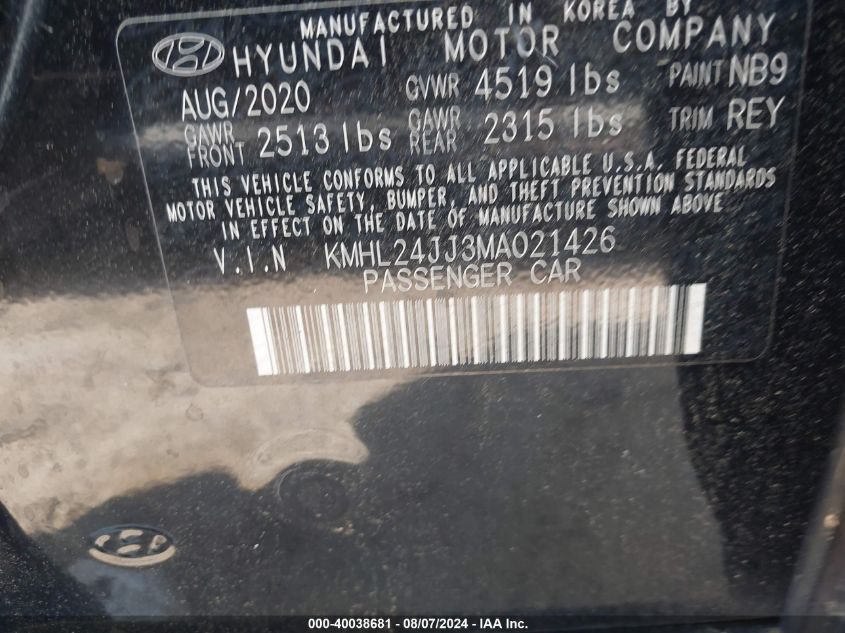 MANUFACTURED IN KOREA BY
HYUNDAI MOTOR COMPANY
AUG/2020 GVWR 4519 lbs PAINT NB9
GAWR FRONT 2513 lbs GAWR REAR 2315 lbs TRIM REY
THIS VEHICLE CONFORMS TO ALL APPLICABLE U.S.A. FEDERAL
MOTOR VEHICLE SAFETY, BUMPER, AND THEFT PREVENTION STANDARDS
IN EFFECT ON THE DATE OF MANUFACTURE SHOWN ABOVE
V.I.N KMHL24JJ3MA021426
PASSENGER CAR
000-40038681 - 08/07/2024 - IAA Inc.